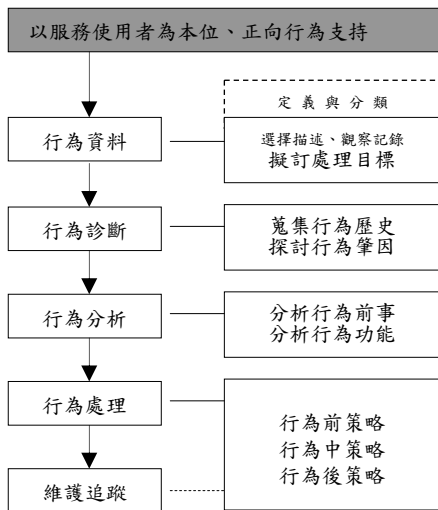 以服務使用者為本位、正向行為支持
定義與分類
行為資料
選擇描述、觀察記錄
擬訂處理目標
行為診斷
蒐集行為歷史
探討行為肇因
行為分析
分析行為前事
分析行為功能
行為處理
行為前策略
行為中策略
行為後策略
維護追蹤